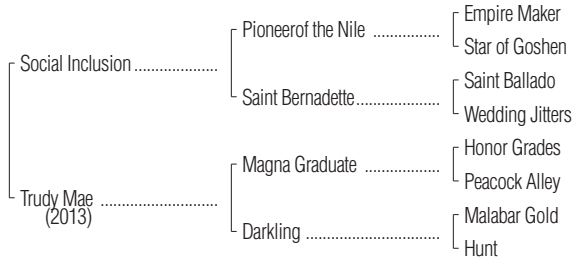 Empire Maker
Pioneerof the Nile ..................
Star of Goshen
Social Inclusion ....................
Saint Ballado
Saint Bernadette....................
Wedding Jitters
Honor Grades
Magna Graduate ..................
Peacock Alley
Trudy Mae ............................
(2013)
Malabar Gold
Darkling ................................
Hunt